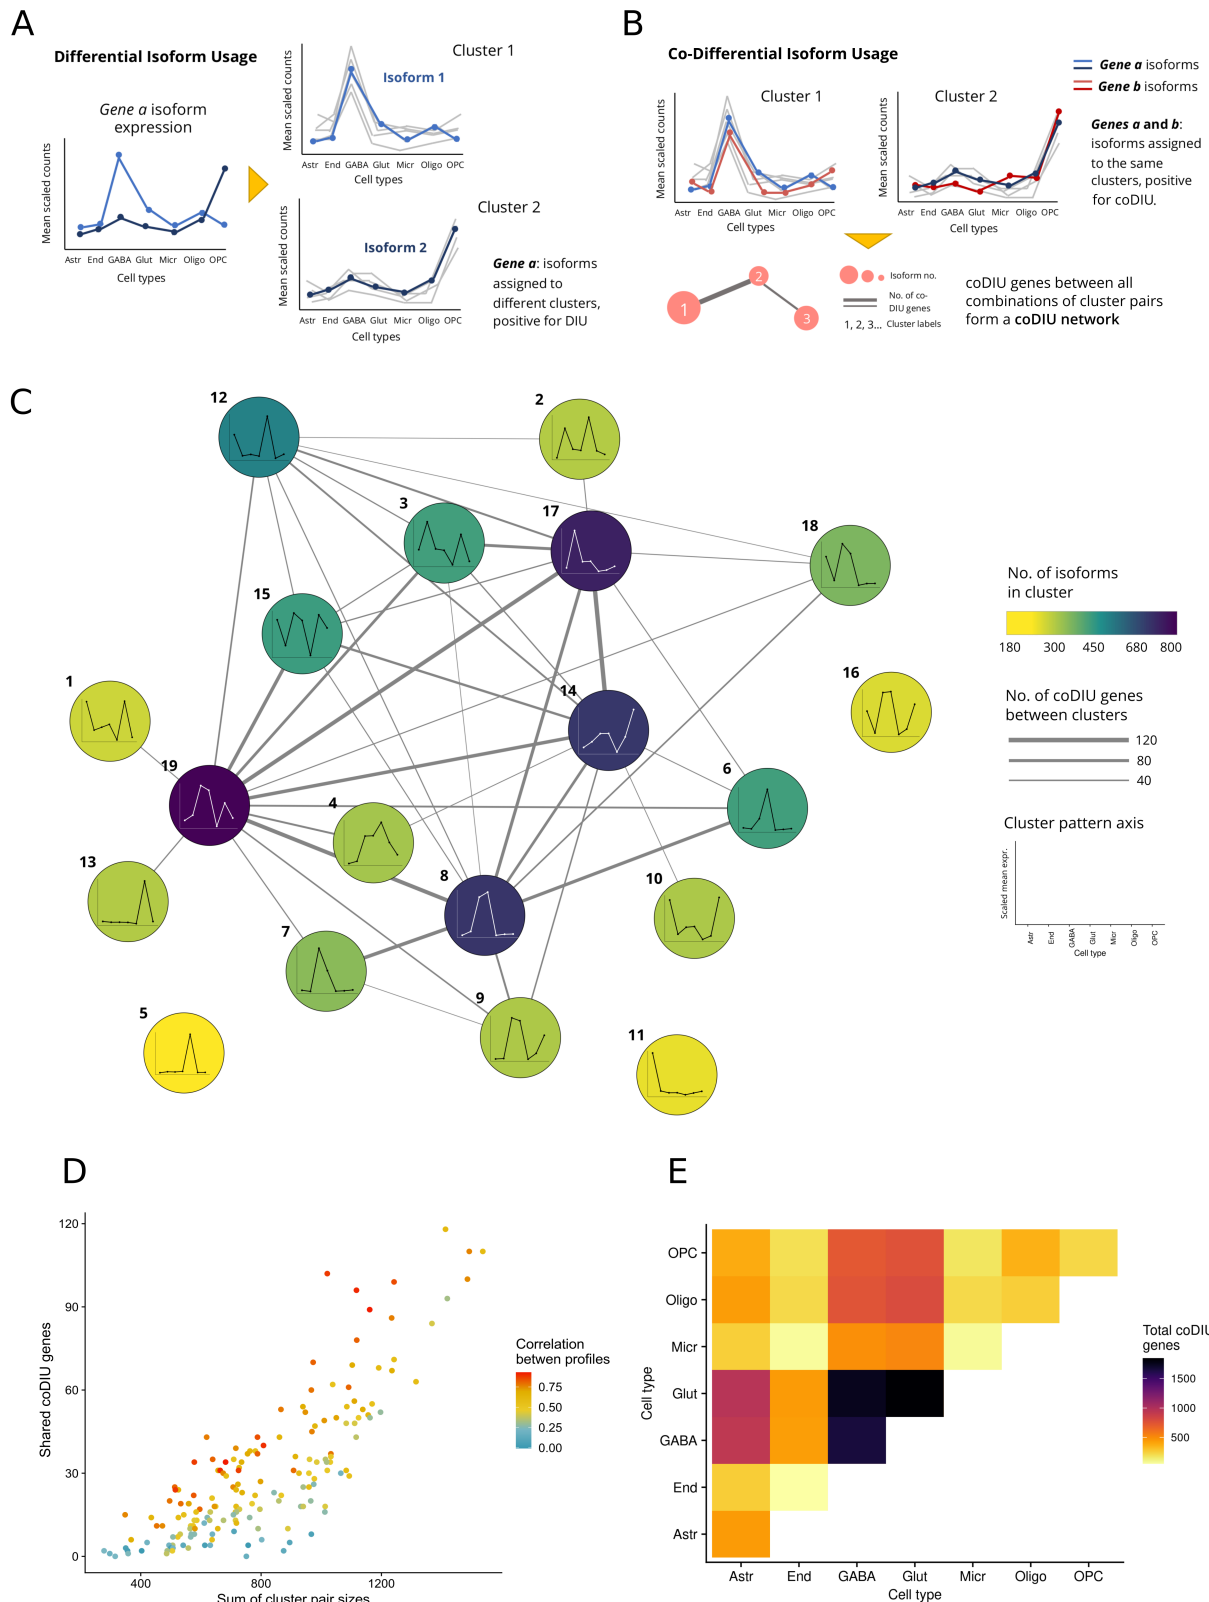 A
Differential Isoform Usage
Gene a isoform
expression
Mean scaled counts
Astr End GABA Glut Micr Oligo OPC
Cell types
Cluster 1
Isoform 1
Mean scaled counts
Astr End GABA Glut Micr Oligo OPC
Cell types
Cluster 2
Isoform 2
Mean scaled counts
Astr End GABA Glut Micr Oligo OPC
Cell types
Gene a: isoforms
assigned to
different clusters,
positive for DIU
B
Co-Differential Isoform Usage
Gene a isoforms
Gene b isoforms
Cluster 1
Mean scaled counts
Astr End GABA Glut Micr Oligo OPC
Cell types
Cluster 2
Mean scaled counts
Astr End GABA Glut Micr Oligo OPC
Cell types
Genes a and b:
isoforms assigned
to the same
clusters, positive
for coDIU.
1
2
3
Isoform no.
No. of co-
DIU genes
1, 2, 3... Cluster labels
coDIU genes between all
combinations of cluster pairs
form a coDIU network
C
12
2
3
17
18
15
14
16
1
19
4
6
13
8
10
7
9
5
11
No. of isoforms
in cluster
180 300 450 680 800
No. of coDIU genes
between clusters
120
80
40
Cluster pattern axis
Scaled mean expr.
Astr End GABA Glut Micr Oligo OPC
Cell type
D
Shared coDIU genes
120
90
60
30
0
400 800 1200
Sum of cluster pair sizes
Correlation
betwen profiles
0.75
0.50
0.25
0.00
E
Cell type
OPC
Oligo
Micr
Glut
GABA
End
Astr
Astr End GABA Glut Micr Oligo OPC
Cell type
Total coDIU
genes
1500
1000
500